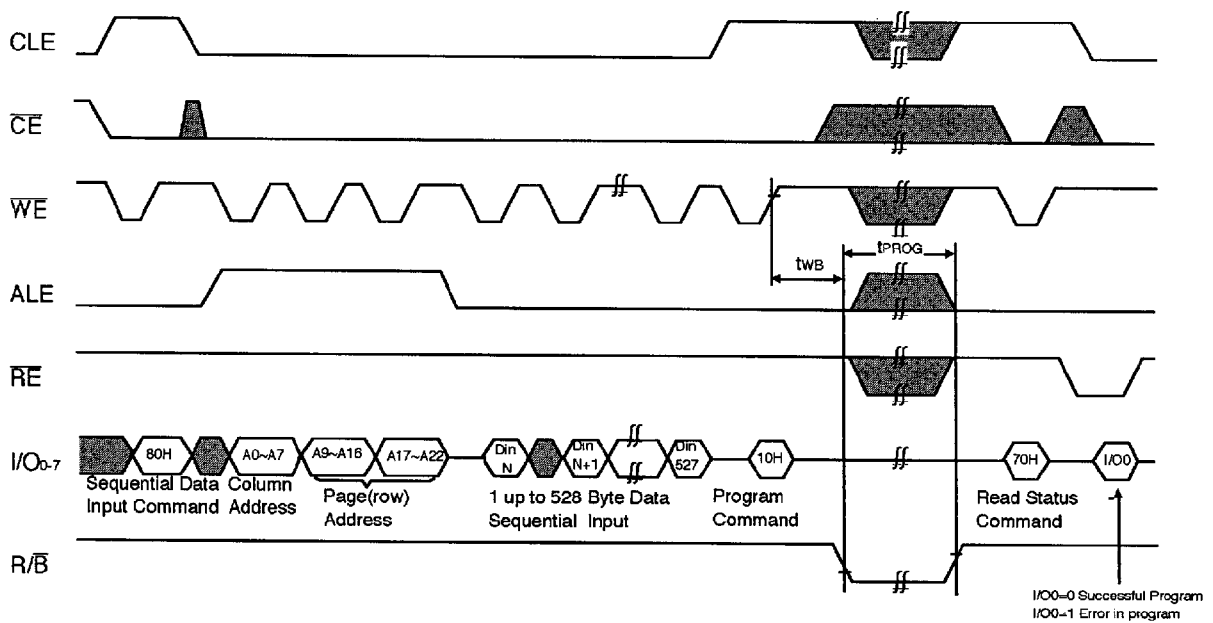 CLE
CE
WE
tWB
tPROG
ALE
RE
I/O0-7
80H
A0~A7
A9~A16
A17~A22
Din N
Din N+1
Din 527
10H
70H
I/O0
Sequential Data Input Command
Column Address
Page(row) Address
1 up to 528 Byte Data
Sequential Input
Program Command
Read Status Command
R/B
I/O0=0 Successful Program
I/O0=1 Error in program